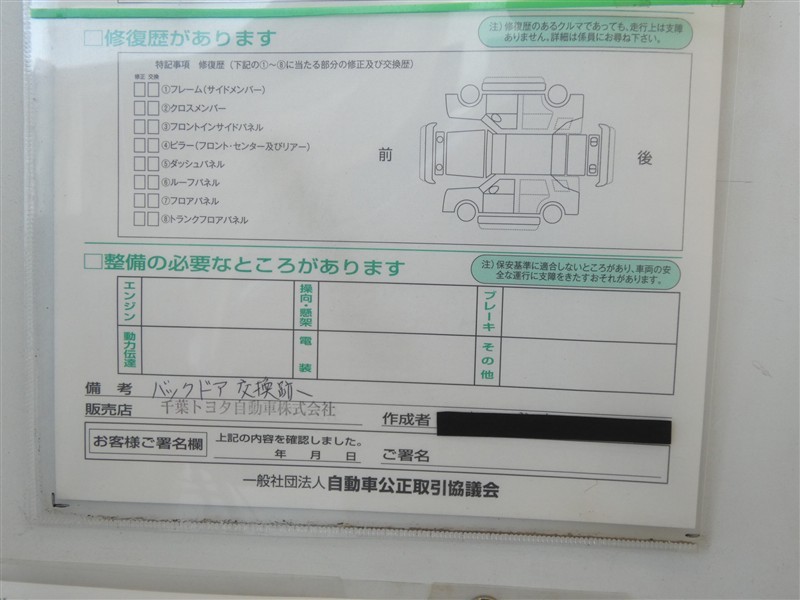 □修復歴があります
注)修復歴のあるクルマであっても、走行上は支障
ありません、詳細は係員にお尋ね下さい。
特記事項 修復歴(下記の①~⑧に当たる部分の修正及び交換歴)
修正 交換
□□①フレーム(サイドメンバー)
□□②クロスメンバー
□□③フロントインサイドパネル
□□④ピラー(フロント・センター及びリアー)
□□⑤ダッシュパネル
□□⑥ルーフパネル
□□⑦フロアパネル
□□⑧トランクフロアパネル
前
後
□整備の必要なところがあります
注)保安基準に適合しないところがあり、車両の安
全な運行に支障をきたすおそれがあります。
エンジン
操向・懸架
ブレーキ
動力伝達
電装
その他
備考 バックドア交換
販売店 千葉トヨタ自動車株式会社
作成者
お客様ご署名欄
上記の内容を確認しました。
年 月 日 ご署名
一般社団法人 自動車公正取引協議会